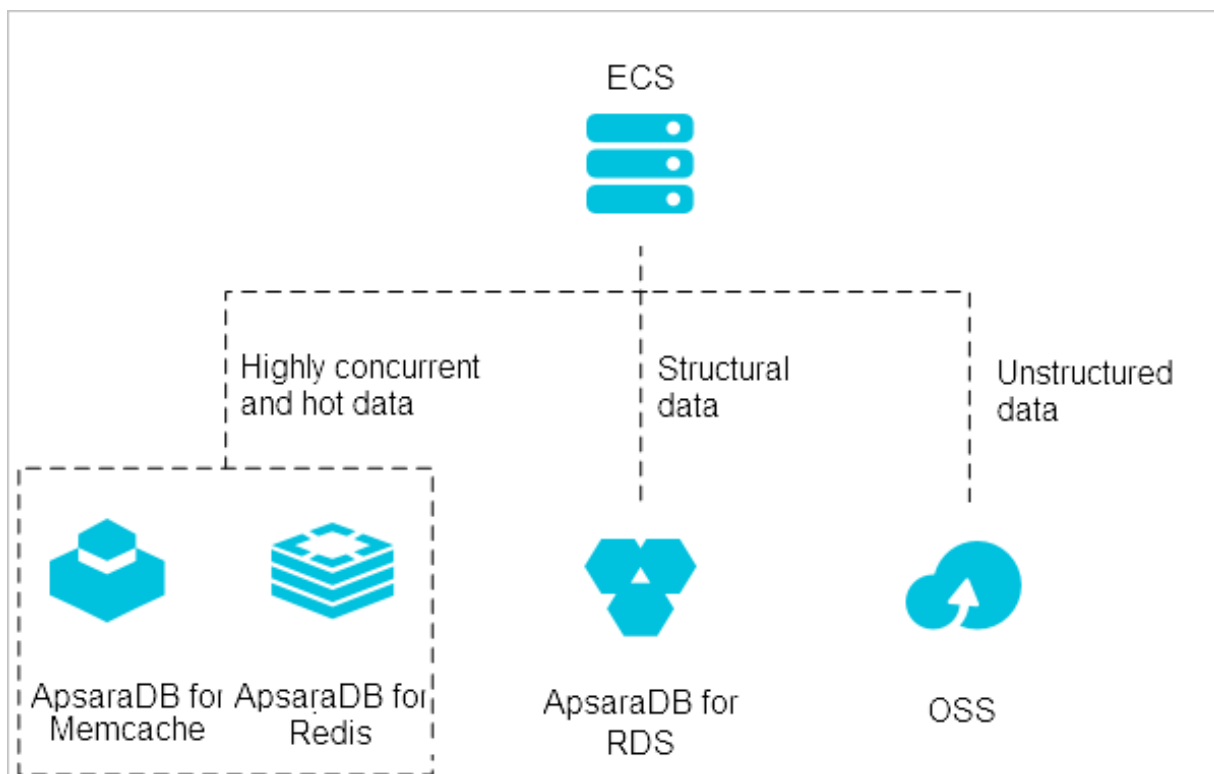 ECS
Highly concurrent
and hot data
Structural
data
Unstructured
data
ApsaraDB for
Memcache
ApsaraDB for
Redis
ApsaraDB for
RDS
OSS